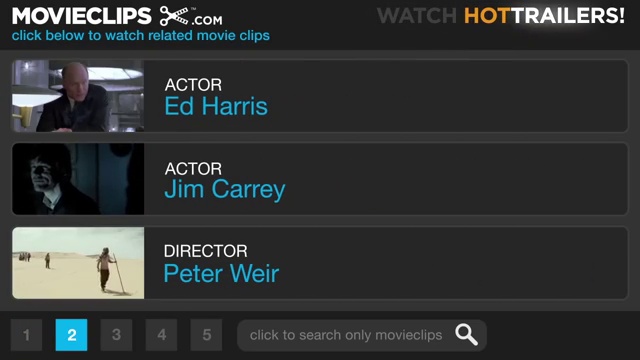 MOVIECLIPS .COM
WATCH HOTTRAILERS!
click below to watch related movie clips
ACTOR
Ed Harris
ACTOR
Jim Carrey
DIRECTOR
Peter Weir
1 2 3 4 5 click to search only movieclips